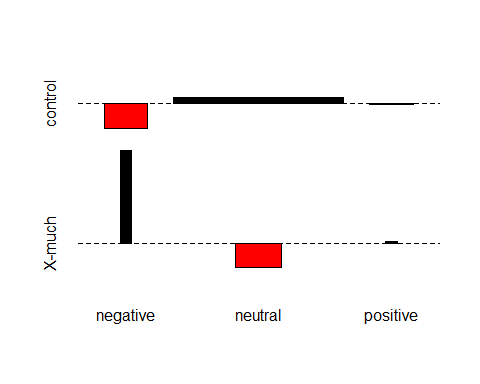 control
X-much
negative neutral positive